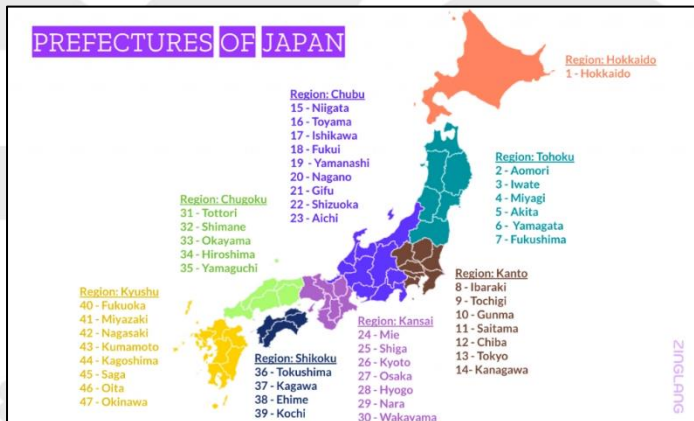 PREFECTURES OF JAPAN
Region: Hokkaido
1 - Hokkaido
Region: Chubu
15 - Niigata
16 - Toyama
17 - Ishikawa
18 - Fukui
19 - Yamanashi
20 - Nagano
21 - Gifu
22 - Shizuoka
23 - Aichi
Region: Tohoku
2 - Aomori
3 - Iwate
4 - Miyagi
5 - Akita
6 - Yamagata
7 - Fukushima
Region: Chugoku
31 - Tottori
32 - Shimane
33 - Okayama
34 - Hiroshima
35 - Yamaguchi
Region: Kanto
8 - Ibaraki
9 - Tochigi
10 - Gunma
11 - Saitama
12 - Chiba
13 - Tokyo
14- Kanagawa
Region: Kyushu
40 - Fukuoka
41 - Miyazaki
42 - Nagasaki
43 - Kumamoto
44 - Kagoshima
45 - Saga
46 - Oita
47 - Okinawa
Region: Shikoku
36 - Tokushima
37 - Kagawa
38 - Ehime
39 - Kochi
Region: Kansai
24 - Mie
25 - Shiga
26 - Kyoto
27 - Osaka
28 - Hyogo
29 - Nara
30 - Wakayama
ZINGLANG